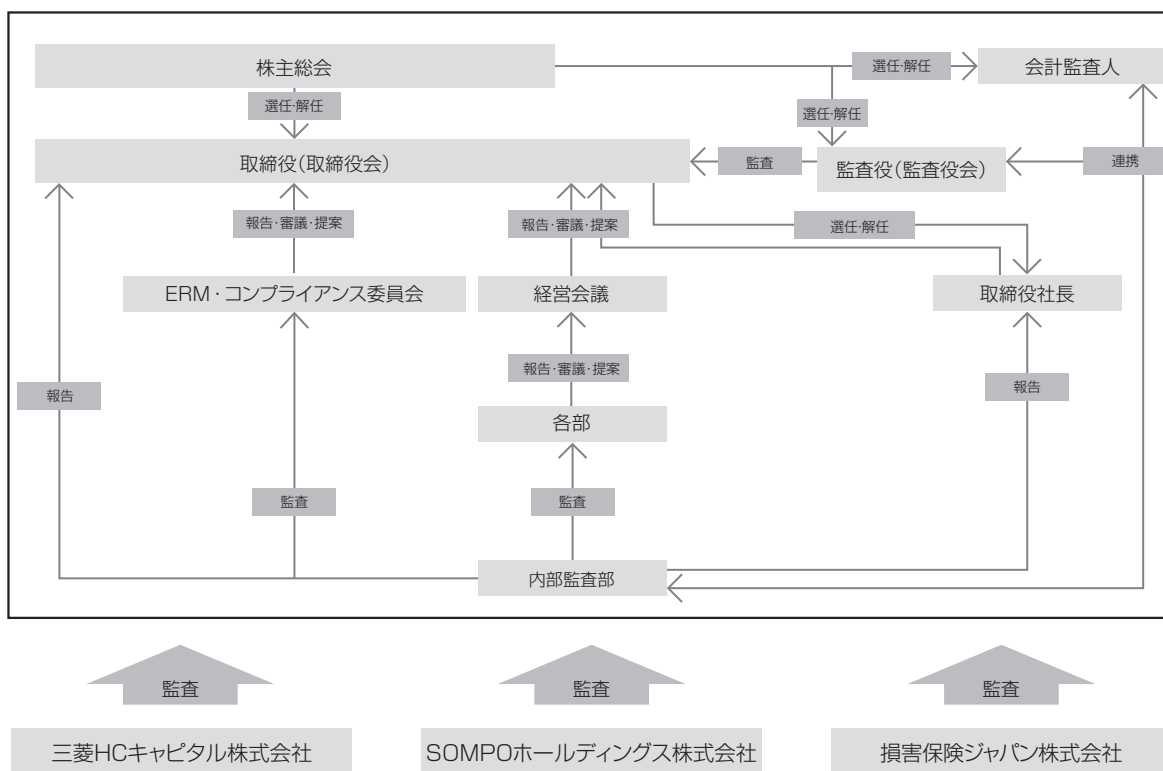 株主総会
選任・解任
会計監査人
選任・解任
選任・解任
取締役（取締役会）
監査
監査役（監査役会）
連携
報告・審議・提案
報告・審議・提案
選任・解任
ERM・コンプライアンス委員会
経営会議
取締役社長
報告・審議・提案
報告
報告
各部
監査
監査
内部監査部
監査
監査
監査
三菱HCキャピタル株式会社
SOMPOホールディングス株式会社
損害保険ジャパン株式会社